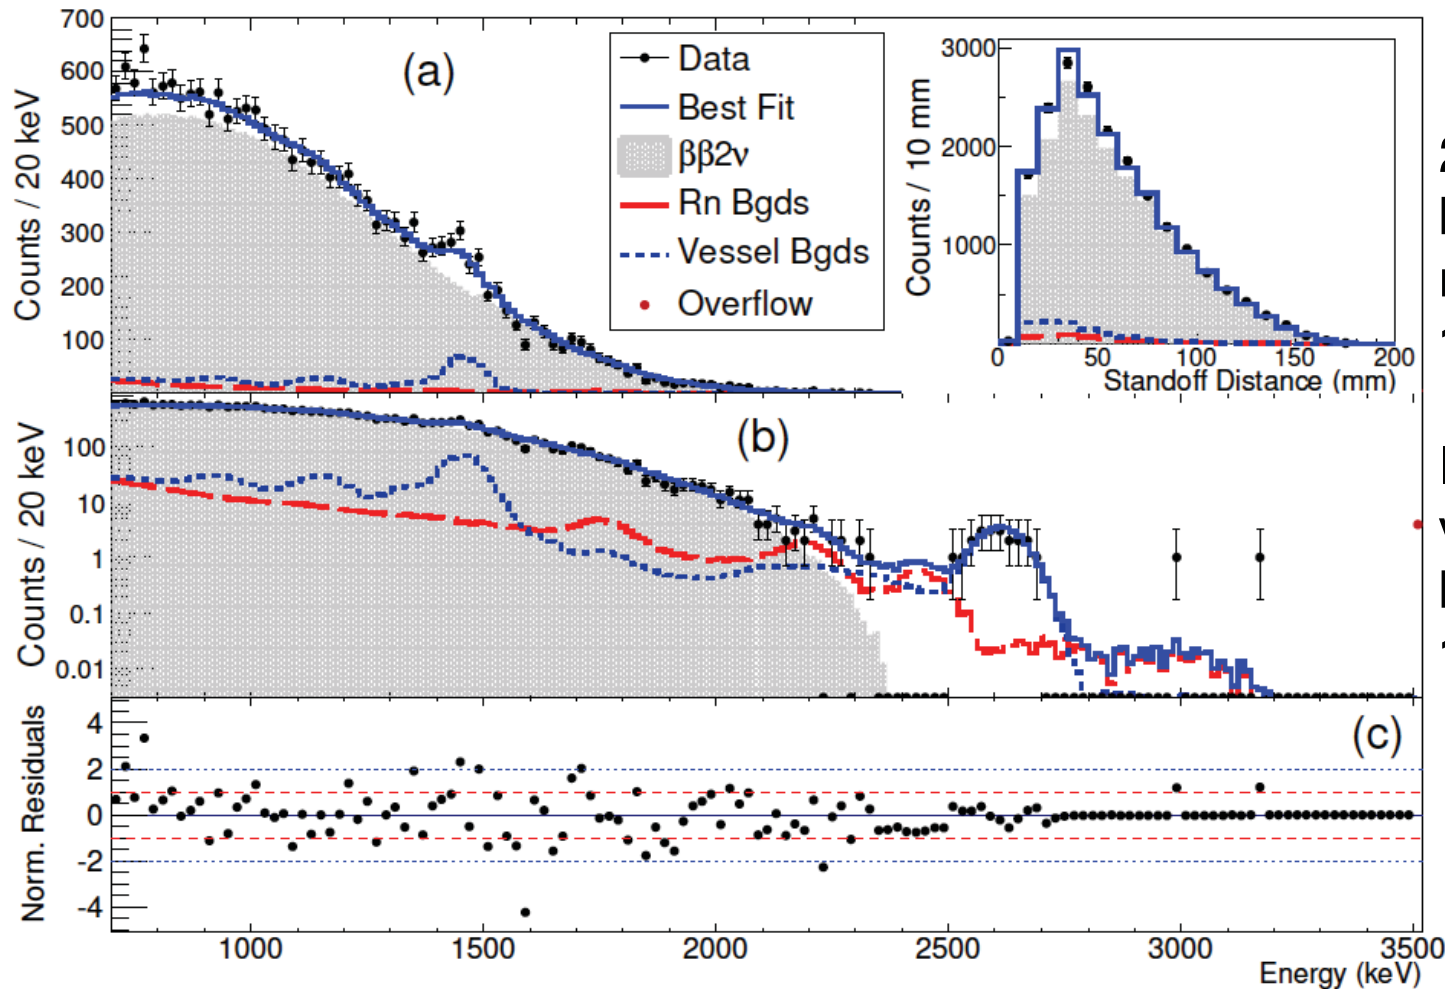 700
600
500
400
300
200
100
Counts / 20 keV
(a)
Data
Best Fit
ββ2ν
Rn Bgds
Vessel Bgds
Overflow
3000
2000
1000
Counts / 10 mm
0 50 100 150 200
Standoff Distance (mm)
100
10
1
0.1
0.01
Counts / 20 keV
(b)
4
2
0
-2
-4
Norm. Residuals
(c)
1000 1500 2000 2500 3000 3500
Energy (keV)